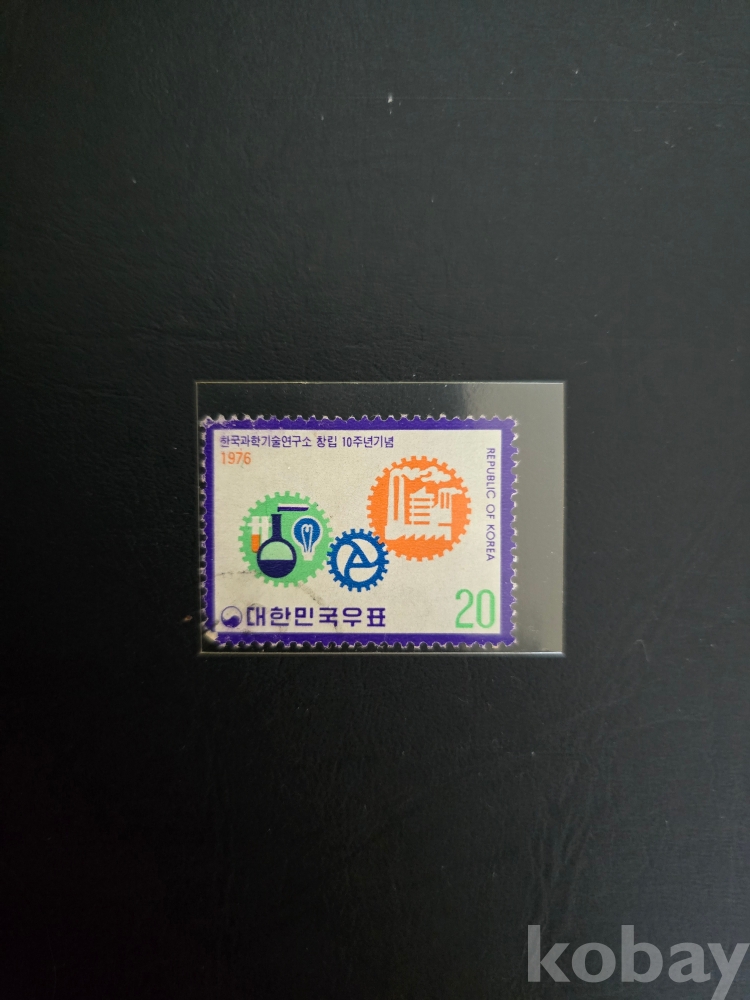 한국과학기술연구소 창립 10주년기념
1976
REPUBLIC OF KOREA
대한민국우표
20
kobay